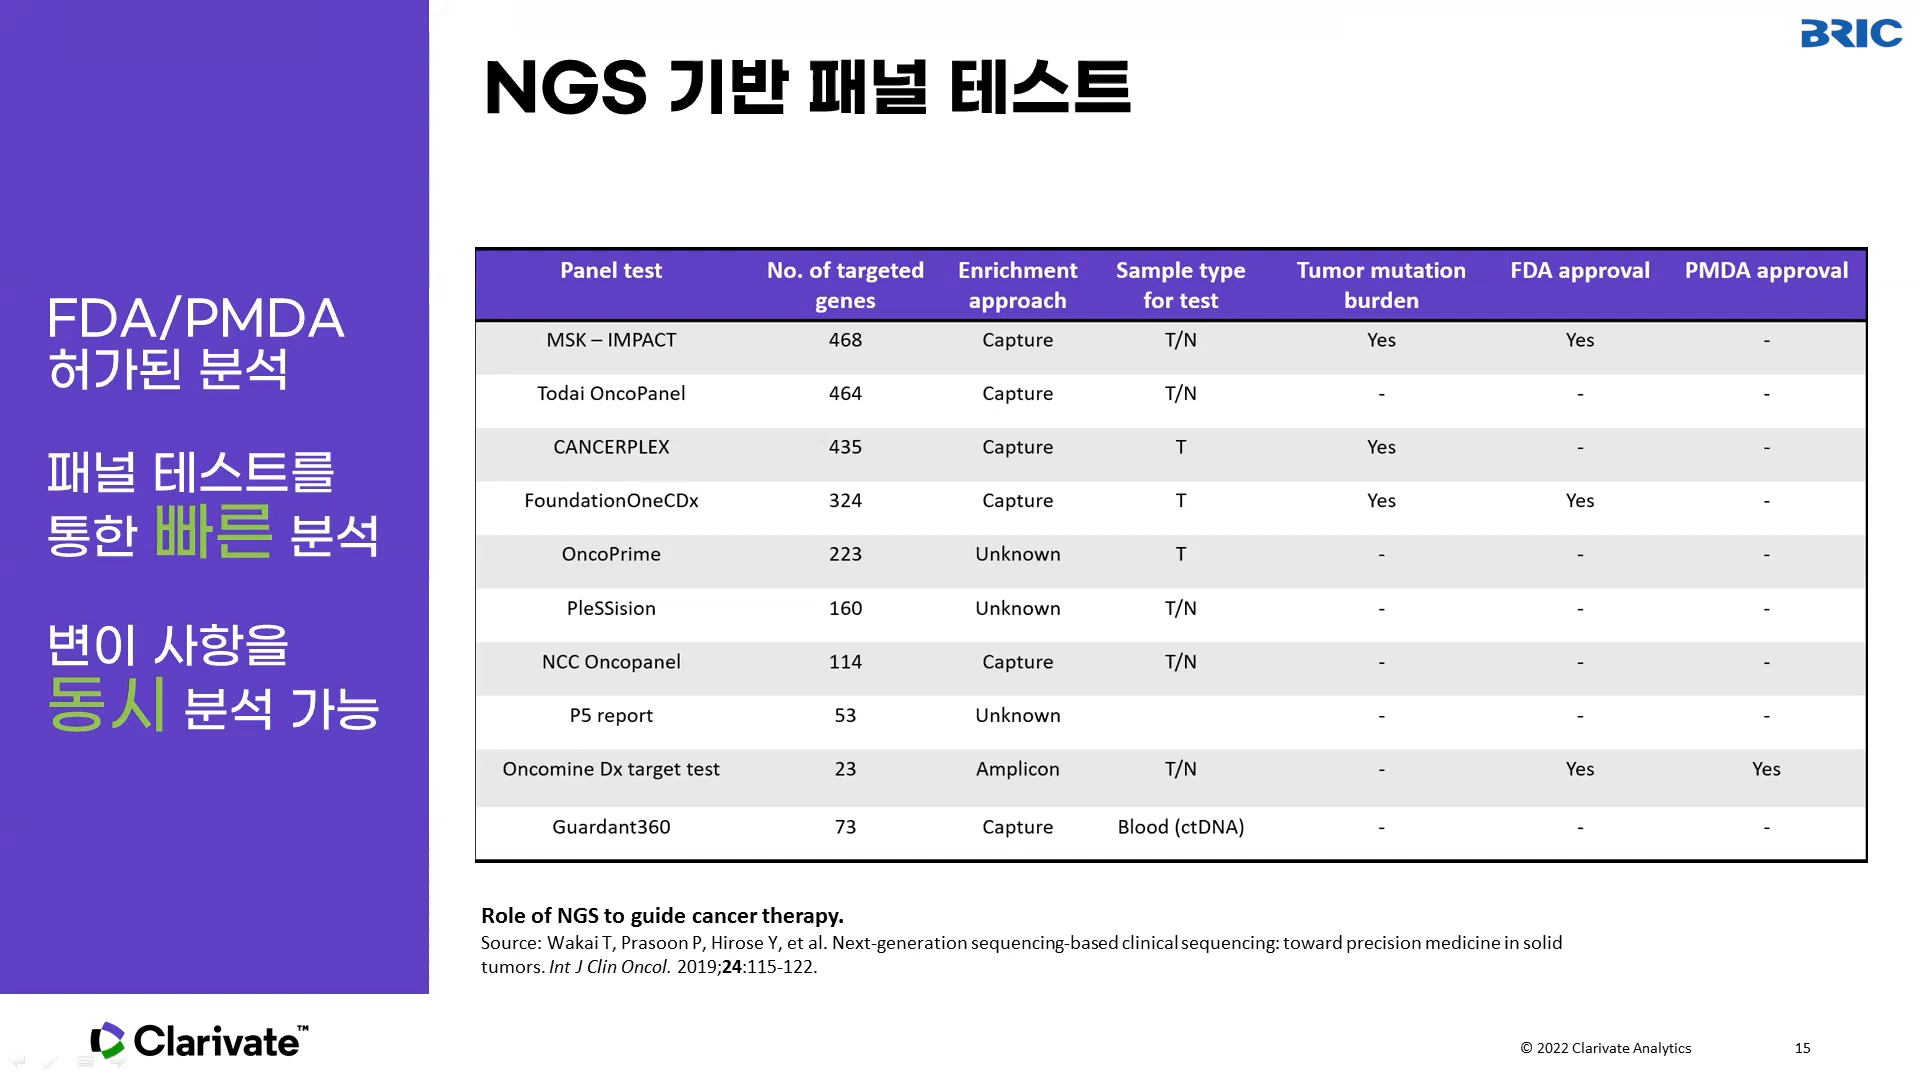 BRIC
NGS 기반 패널 테스트
FDA/PMDA
허가된 분석
패널 테스트를
통한 빠른 분석
변이 사항을
동시 분석 가능
Panel test No. of targeted genes Enrichment approach Sample type for test Tumor mutation burden FDA approval PMDA approval
MSK – IMPACT 468 Capture T/N Yes Yes -
Todai OncoPanel 464 Capture T/N - - -
CANCERPLEX 435 Capture T Yes - -
FoundationOneCDx 324 Capture T Yes Yes -
OncoPrime 223 Unknown T - - -
PleSSision 160 Unknown T/N - - -
NCC Oncopanel 114 Capture T/N - - -
P5 report 53 Unknown - - -
Oncomine Dx target test 23 Amplicon T/N - Yes Yes
Guardant360 73 Capture Blood (ctDNA) - - -
Role of NGS to guide cancer therapy.
Source: Wakai T, Prasoon P, Hirose Y, et al. Next-generation sequencing-based clinical sequencing: toward precision medicine in solid
tumors. Int J Clin Oncol. 2019;24:115-122.
Clarivate™
© 2022 Clarivate Analytics 15